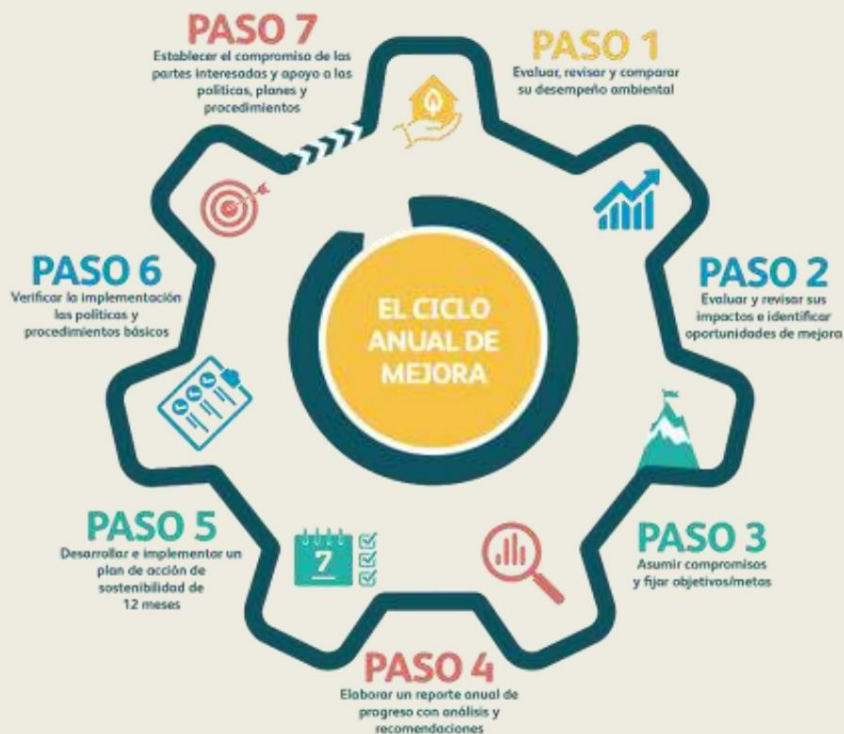 EL CICLO
ANUAL DE
MEJORA
PASO 1
Evaluar, revisar y comparar
su desempeño ambiental
PASO 2
Evaluar y revisar sus
impactos e identificar
oportunidades de mejora
PASO 3
Asumir compromisos
y fijar objetivos/metas
PASO 4
Elaborar un reporte anual de
progreso con análisis y
recomendaciones
PASO 5
Desarrollar e implementar un
plan de acción de
sostenibilidad de
12 meses
7
PASO 6
Verificar la implementación
las políticas y
procedimientos básicos
PASO 7
Establecer el compromiso de las
partes interesadas y apoyo a las
políticas, planes y
procedimientos